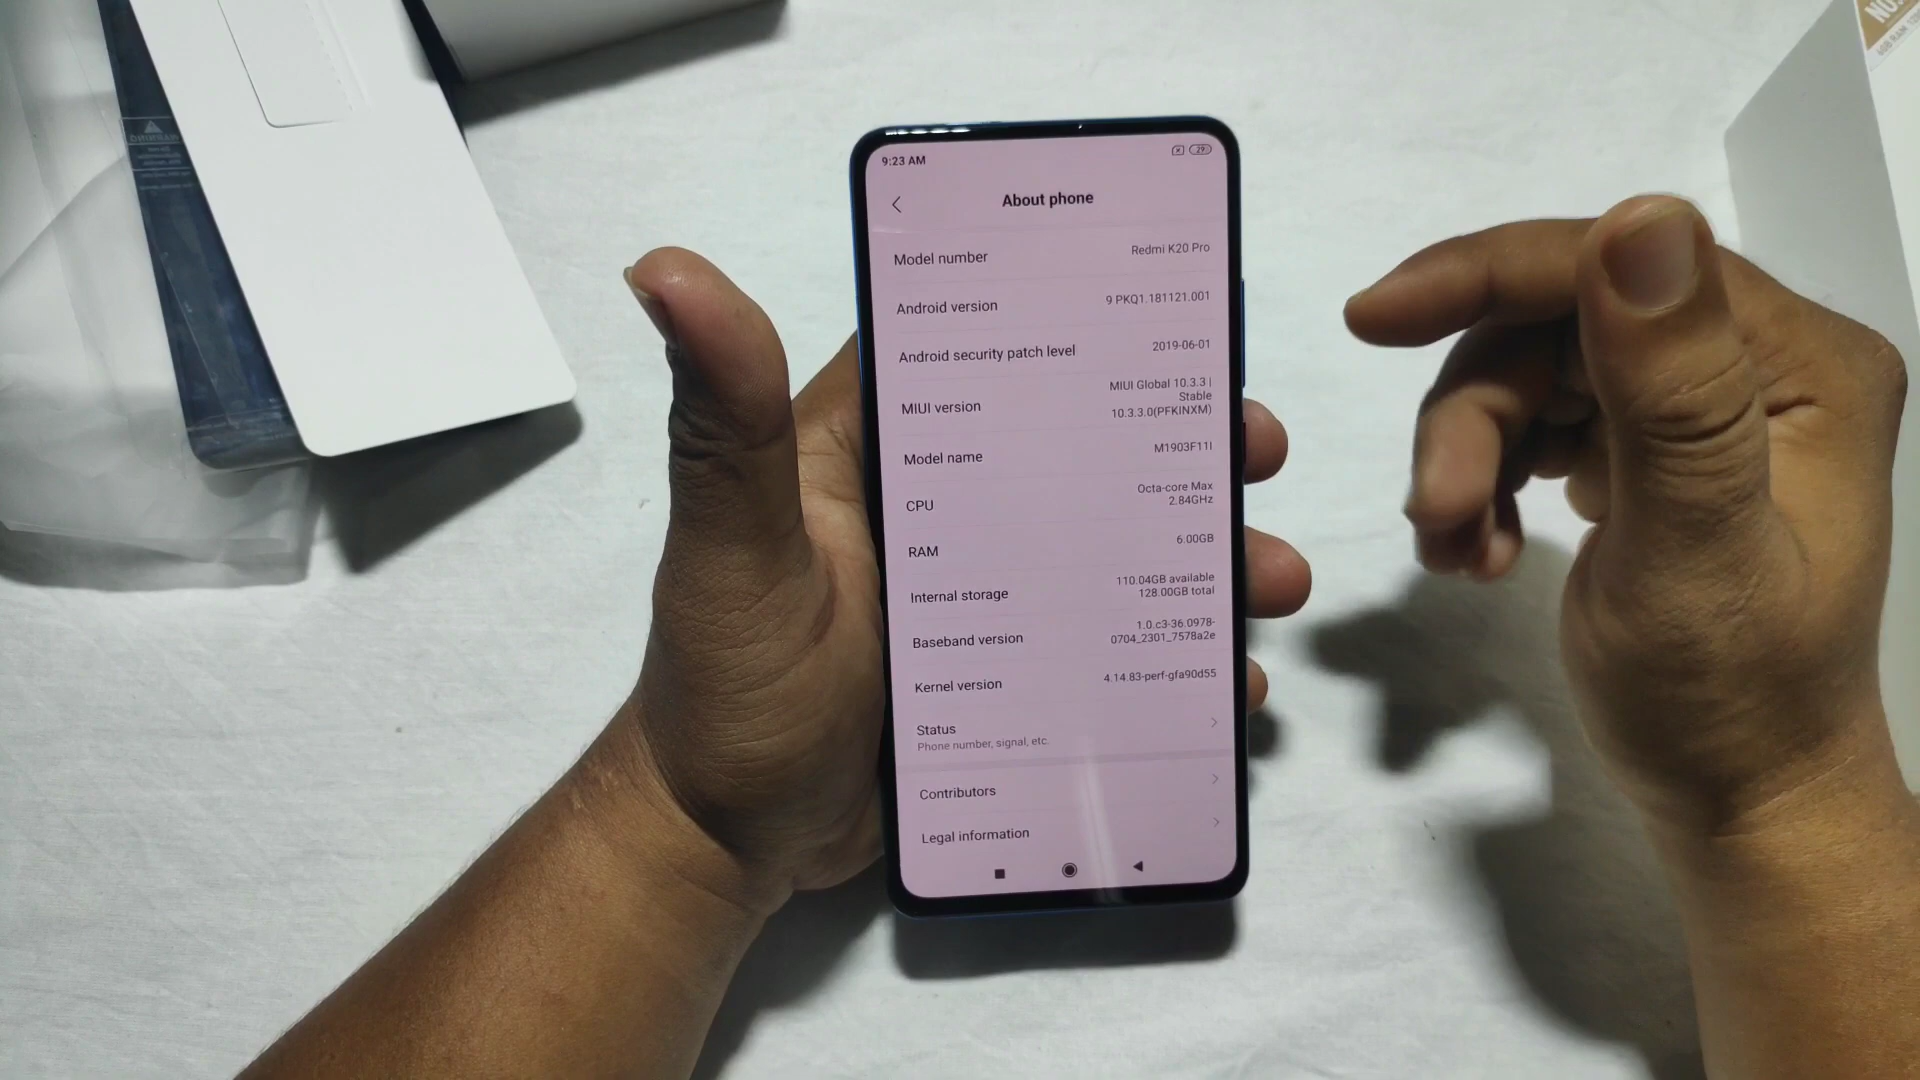 9:23 AM
29
About phone
Model number
Redmi K20 Pro
Android version
9 PKQ1.181121.001
Android security patch level
2019-06-01
MIUI version
MIUI Global 10.3.3 |
Stable
10.3.3.0(PFKINXM)
Model name
M1903F11I
CPU
Octa-core Max
2.84GHz
RAM
6.00GB
Internal storage
110.04GB available
128.00GB total
Baseband version
1.0.c3-36.0978-
0704_2301_7578a2e
Kernel version
4.14.83-perf-gfa90d55
Status
Phone number, signal, etc.
Contributors
Legal information
WARNING